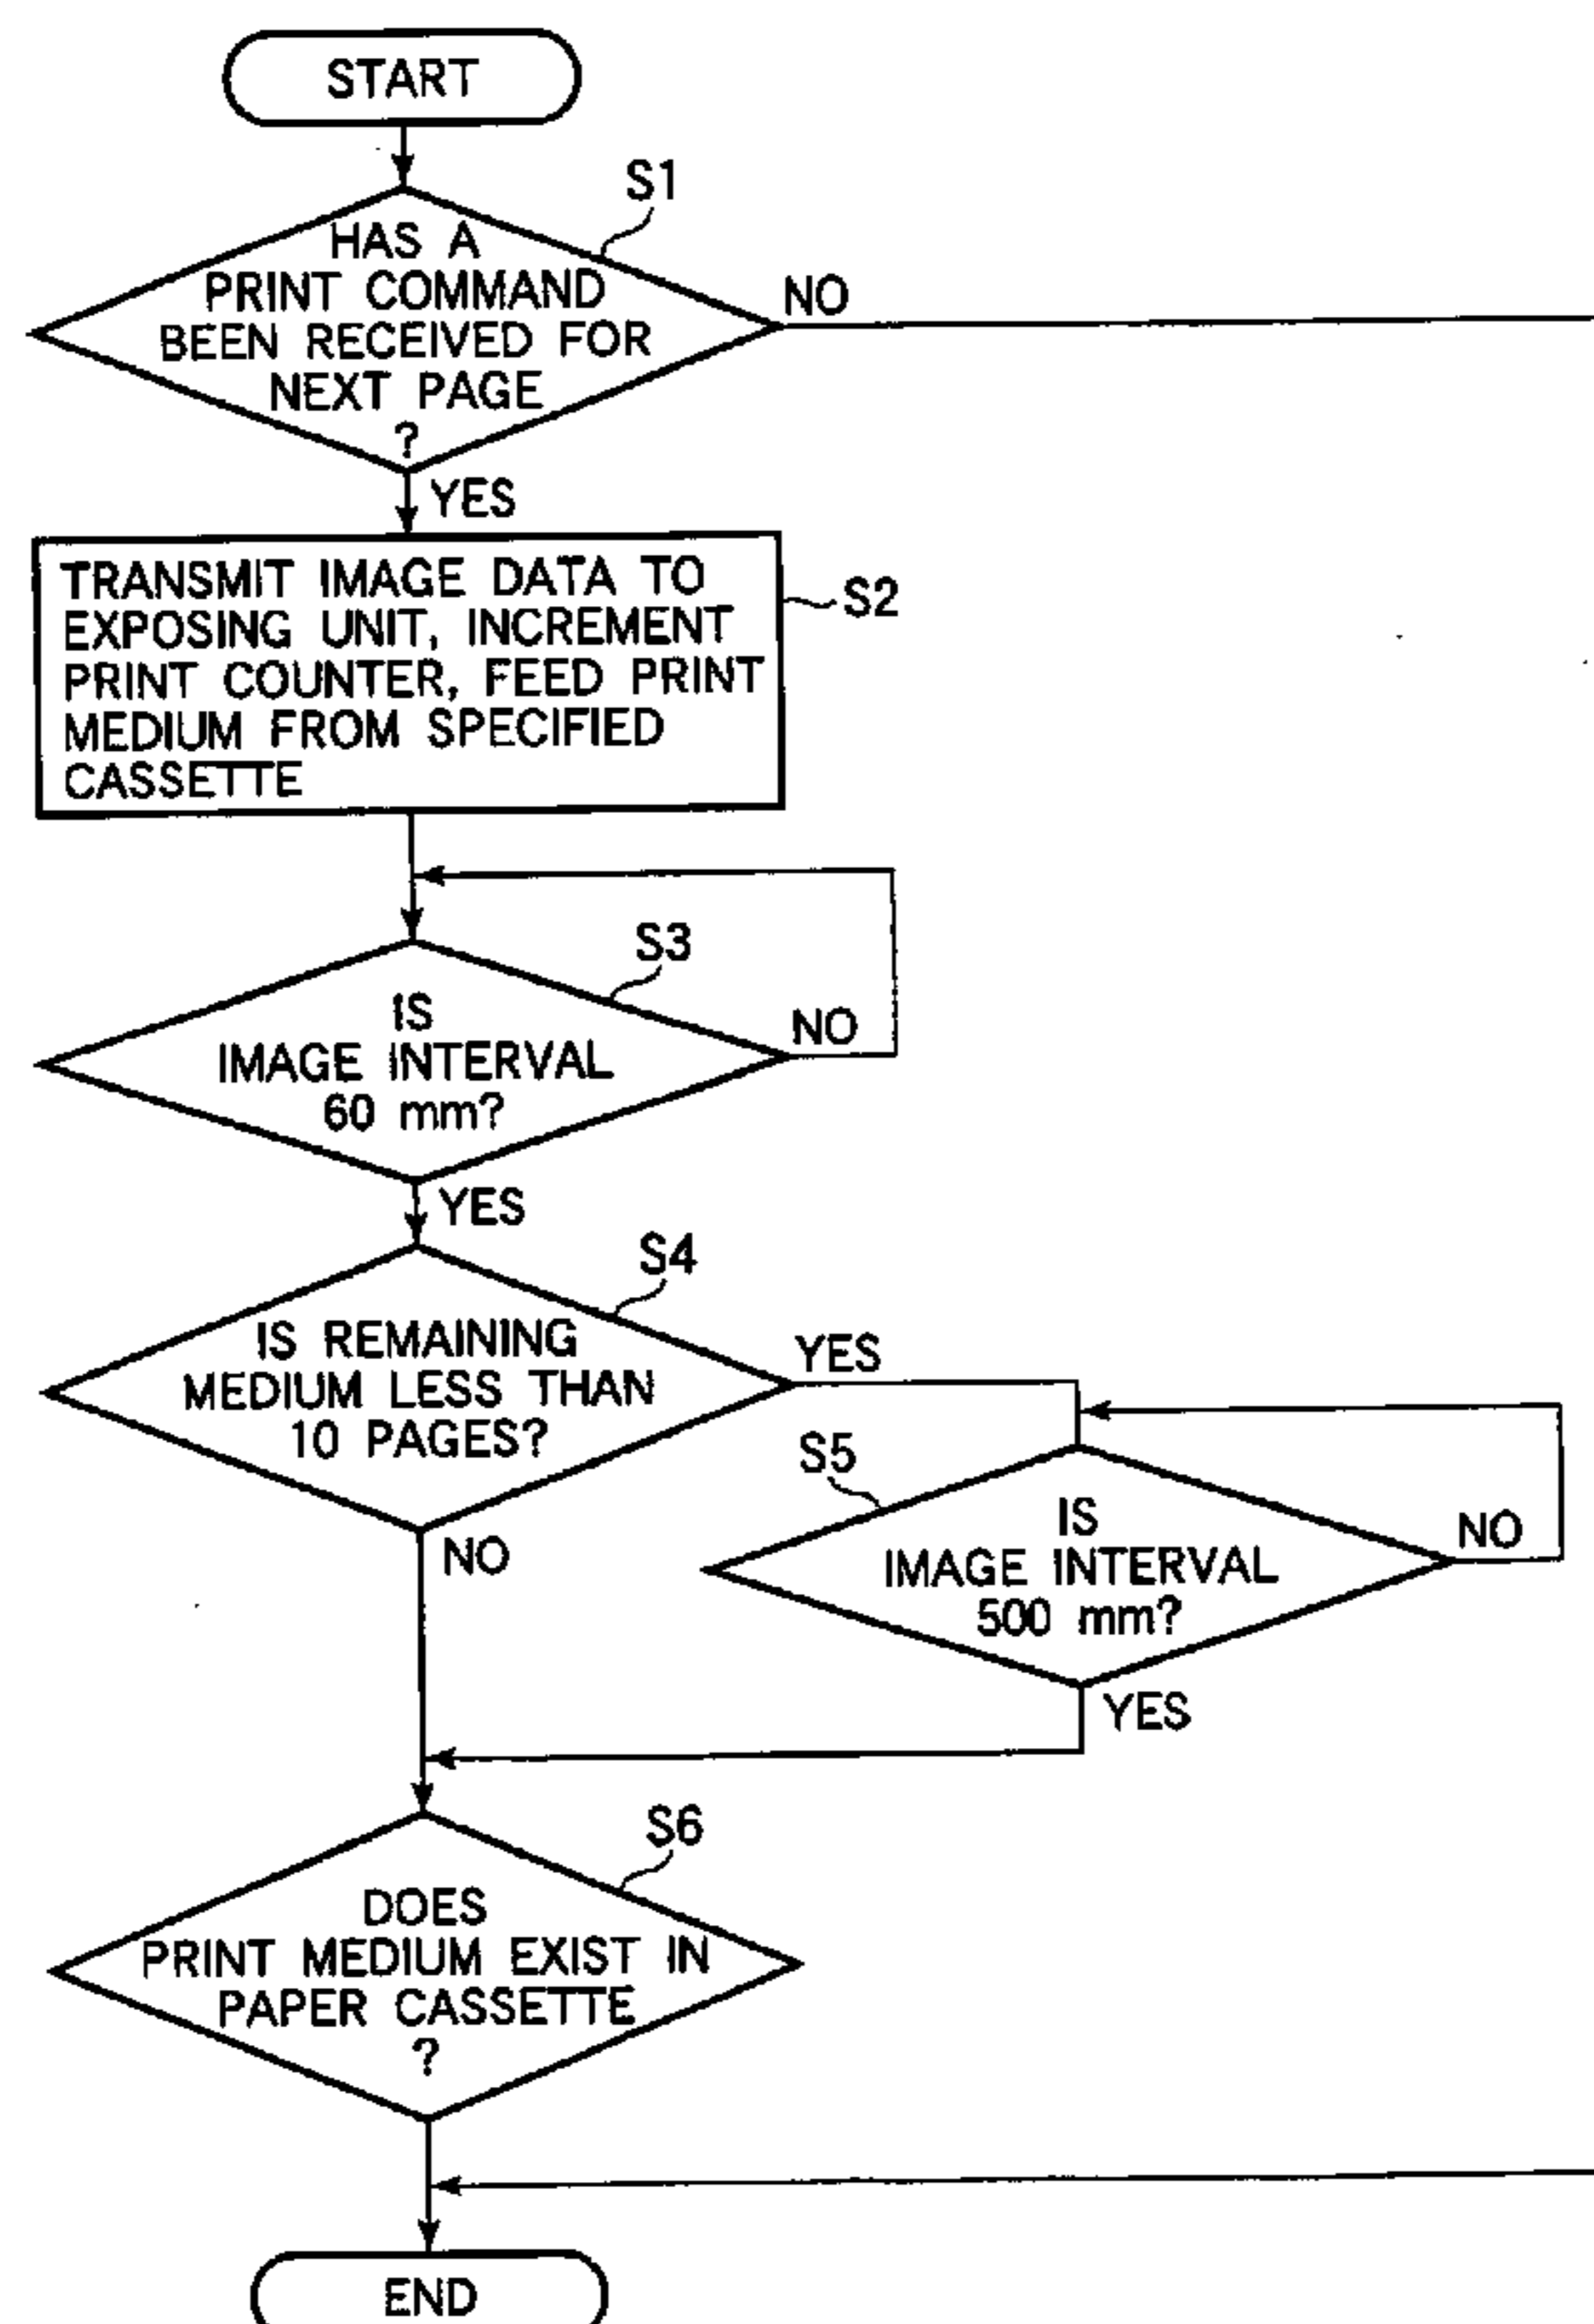 START
S1
HAS A
PRINT COMMAND
BEEN RECEIVED FOR
NEXT PAGE
?
NO
YES
TRANSMIT IMAGE DATA TO
EXPOSING UNIT, INCREMENT
PRINT COUNTER, FEED PRINT
MEDIUM FROM SPECIFIED
CASSETTE
S2
S3
IS
IMAGE INTERVAL
60 mm?
NO
YES
S4
IS REMAINING
MEDIUM LESS THAN
10 PAGES?
YES
NO
S5
IS
IMAGE INTERVAL
500 mm?
NO
YES
S6
DOES
PRINT MEDIUM EXIST IN
PAPER CASSETTE
?
END